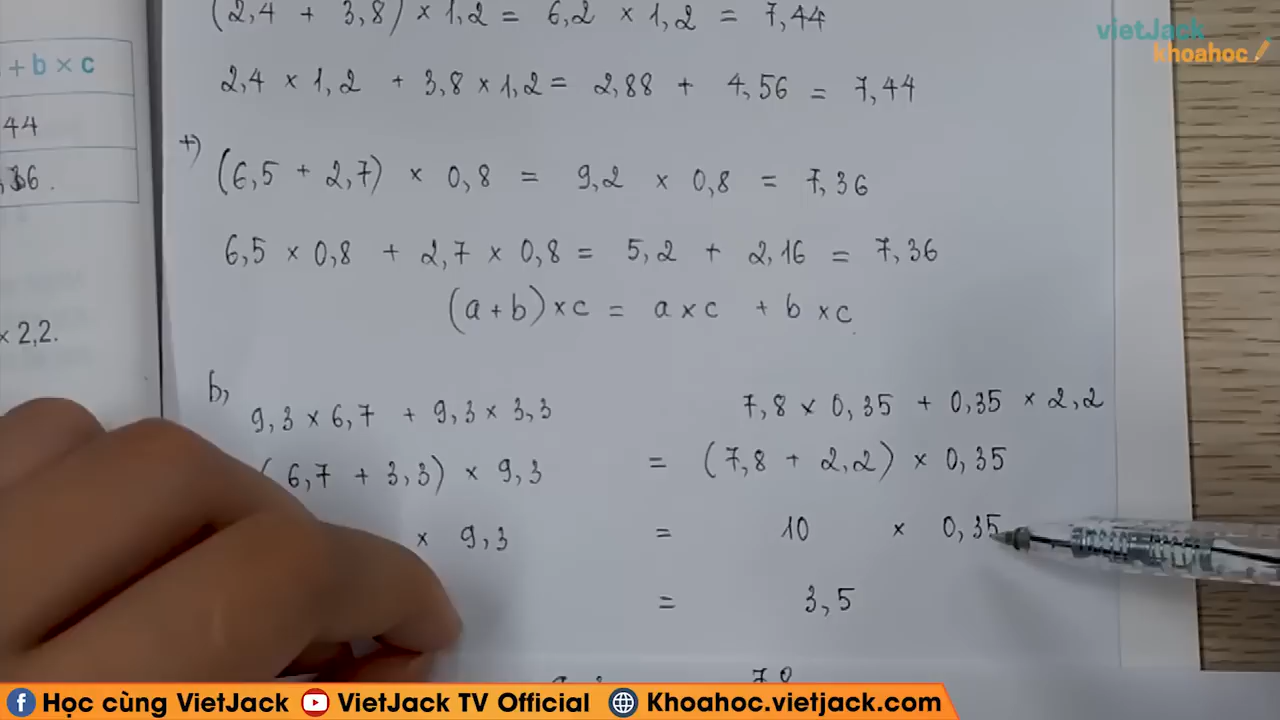 vietJack
khoahoc
+ b × c
44
,36.
× 2,2.
(2,4 + 3,8) × 1,2 = 6,2 × 1,2 = 7,44
2,4 × 1,2 + 3,8 × 1,2 = 2,88 + 4,56 = 7,44
+) (6,5 + 2,7) × 0,8 = 9,2 × 0,8 = 7,36
6,5 × 0,8 + 2,7 × 0,8 = 5,2 + 2,16 = 7,36
(a + b) × c = a × c + b × c
b,
9,3 × 6,7 + 9,3 × 3,3
(6,7 + 3,3) × 9,3
× 9,3
7,8 × 0,35 + 0,35 × 2,2
= (7,8 + 2,2) × 0,35
= 10 × 0,35
= 3,5
Học cùng VietJack
VietJack TV Official
Khoahoc.vietjack.com